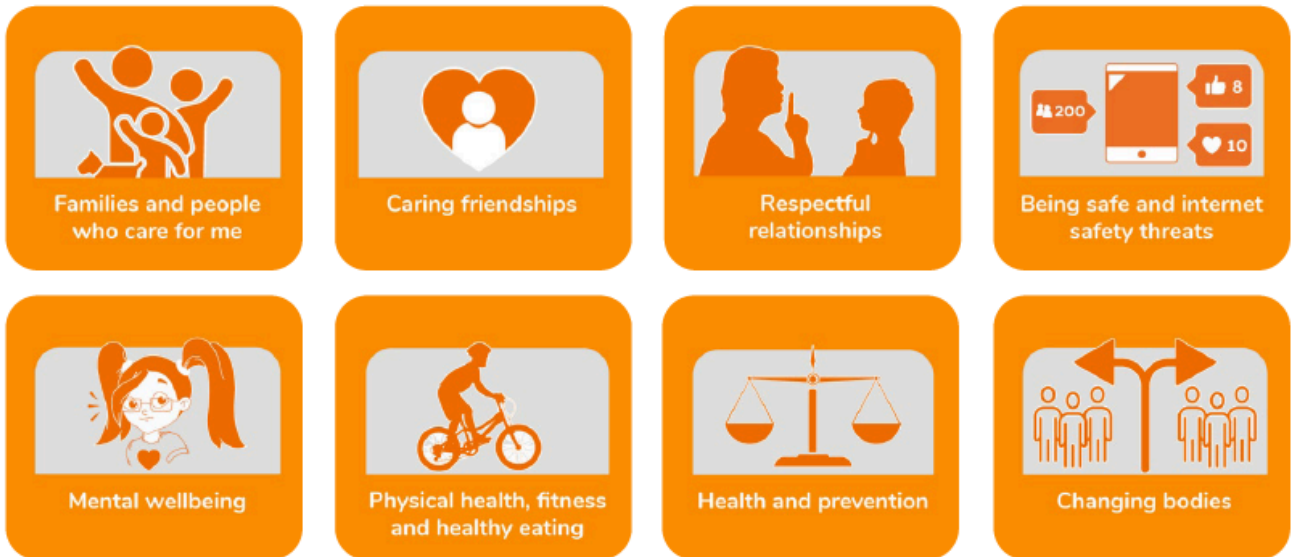 200
8
10
Families and people
who care for me
Caring friendships
Respectful
relationships
Being safe and internet
safety threats
Mental wellbeing
Physical health, fitness
and healthy eating
Health and prevention
Changing bodies